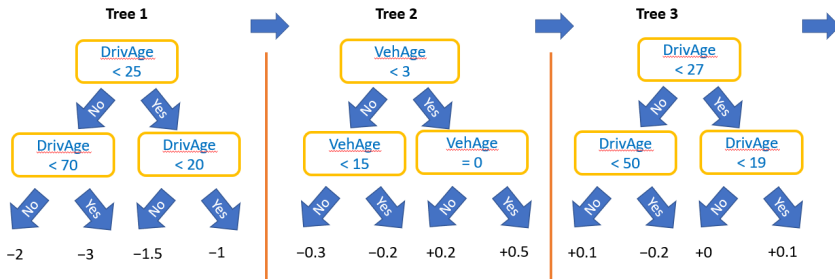 Tree 1
Tree 2
Tree 3
DrivAge
< 25
VehAge
< 3
DrivAge
< 27
No
Yes
No
Yes
No
Yes
DrivAge
< 70
DrivAge
< 20
VehAge
< 15
VehAge
= 0
DrivAge
< 50
DrivAge
< 19
No
Yes
No
Yes
No
Yes
No
Yes
No
Yes
No
Yes
−2
−3
−1.5
−1
−0.3
−0.2
+0.2
+0.5
+0.1
−0.2
+0
+0.1